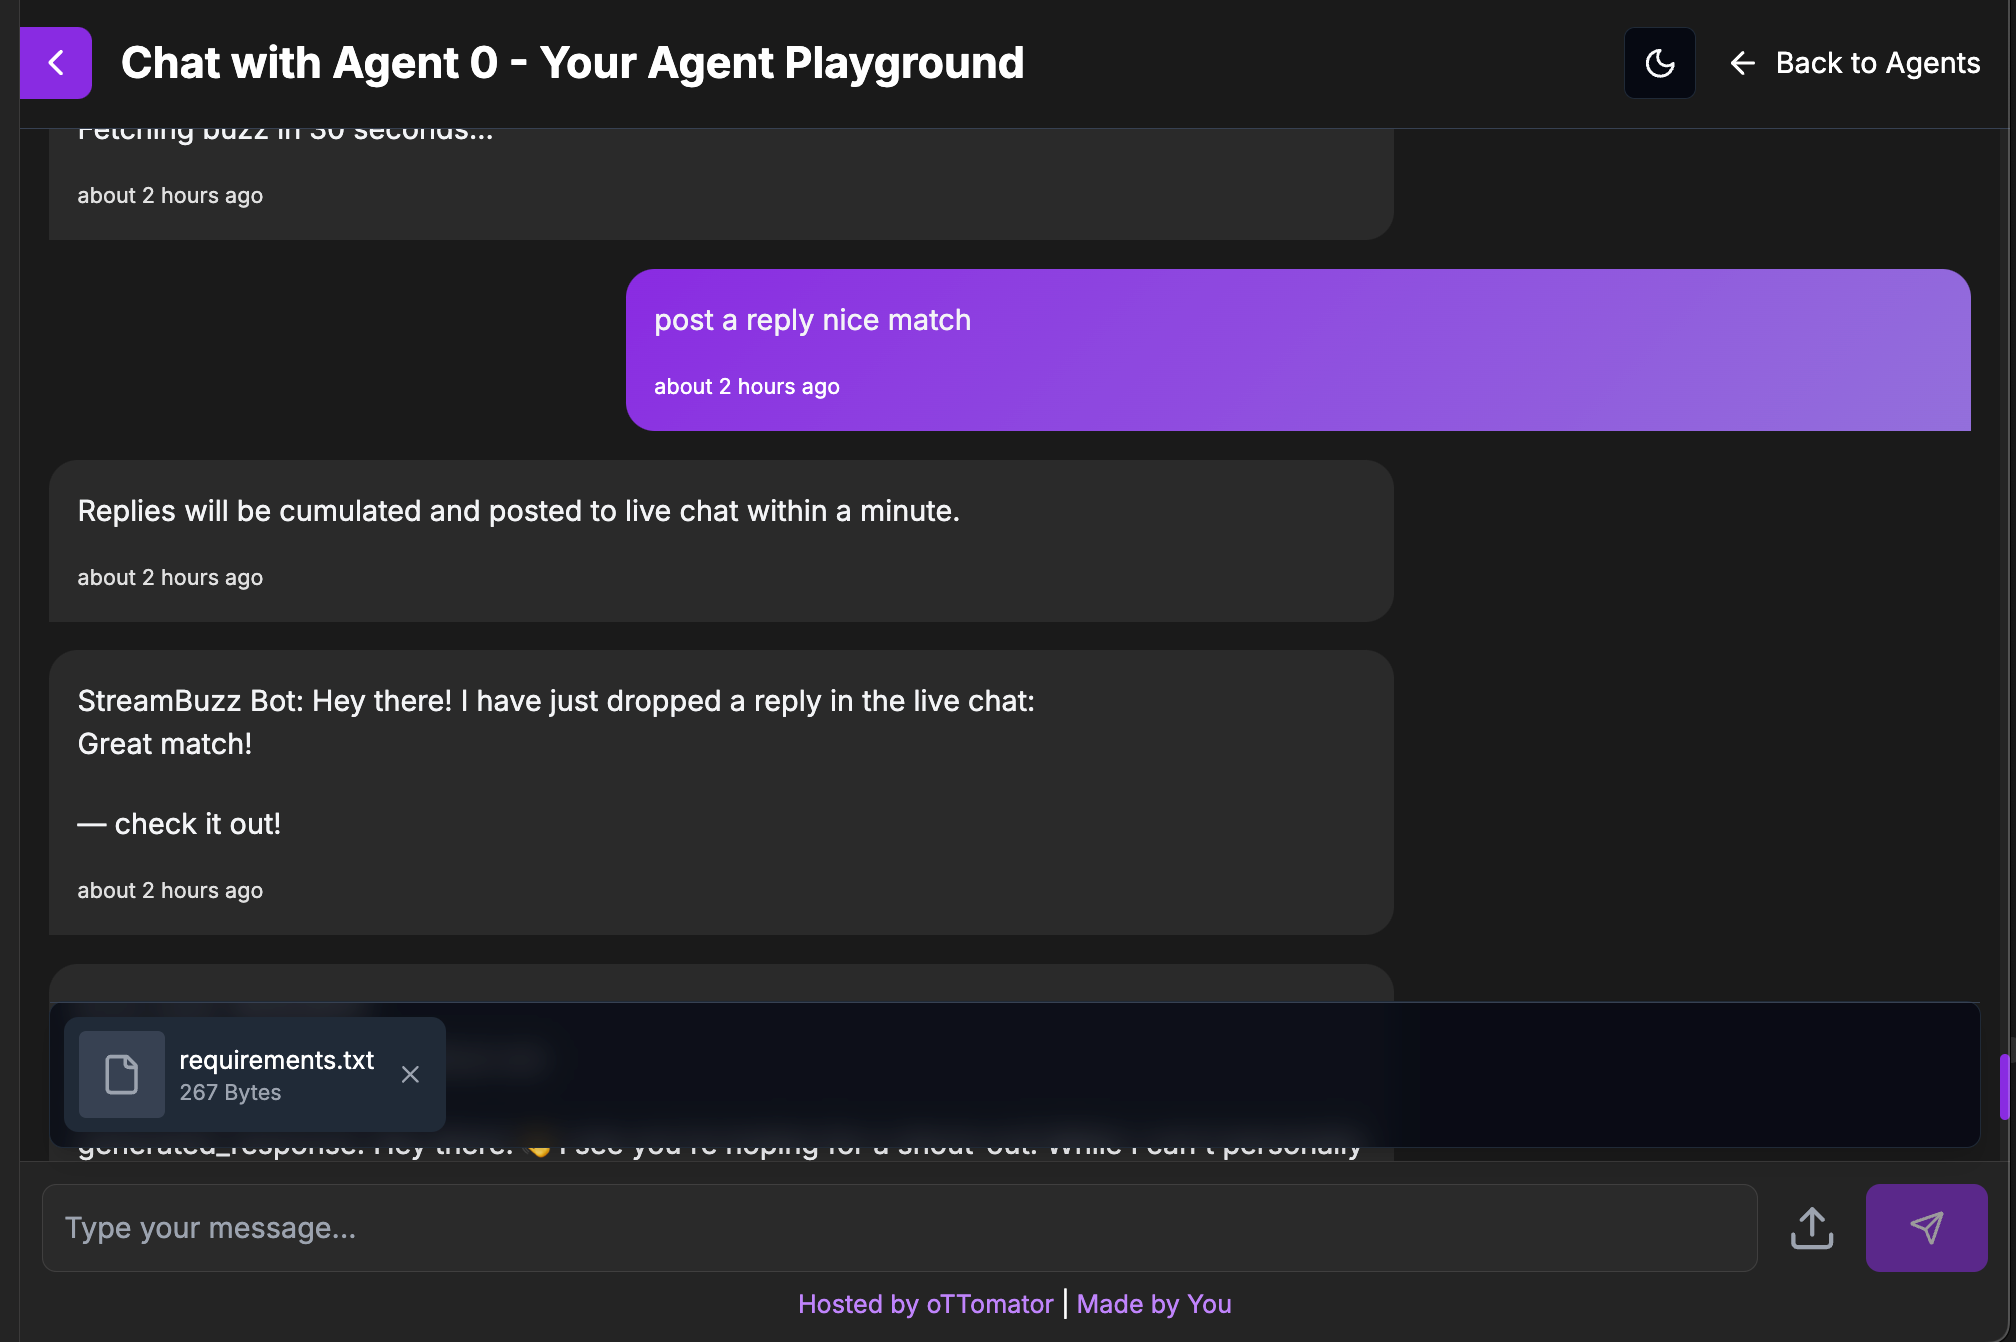 Chat with Agent 0 - Your Agent Playground
Back to Agents
Fetching buzz in 30 seconds...
about 2 hours ago
post a reply nice match
about 2 hours ago
Replies will be cumulated and posted to live chat within a minute.
about 2 hours ago
StreamBuzz Bot: Hey there! I have just dropped a reply in the live chat:
Great match!
— check it out!
about 2 hours ago
requirements.txt
267 Bytes
generated_response: Hey there! I see you're hoping for a shout-out! While I can't personally
Type your message...
Hosted by oTTomator | Made by You